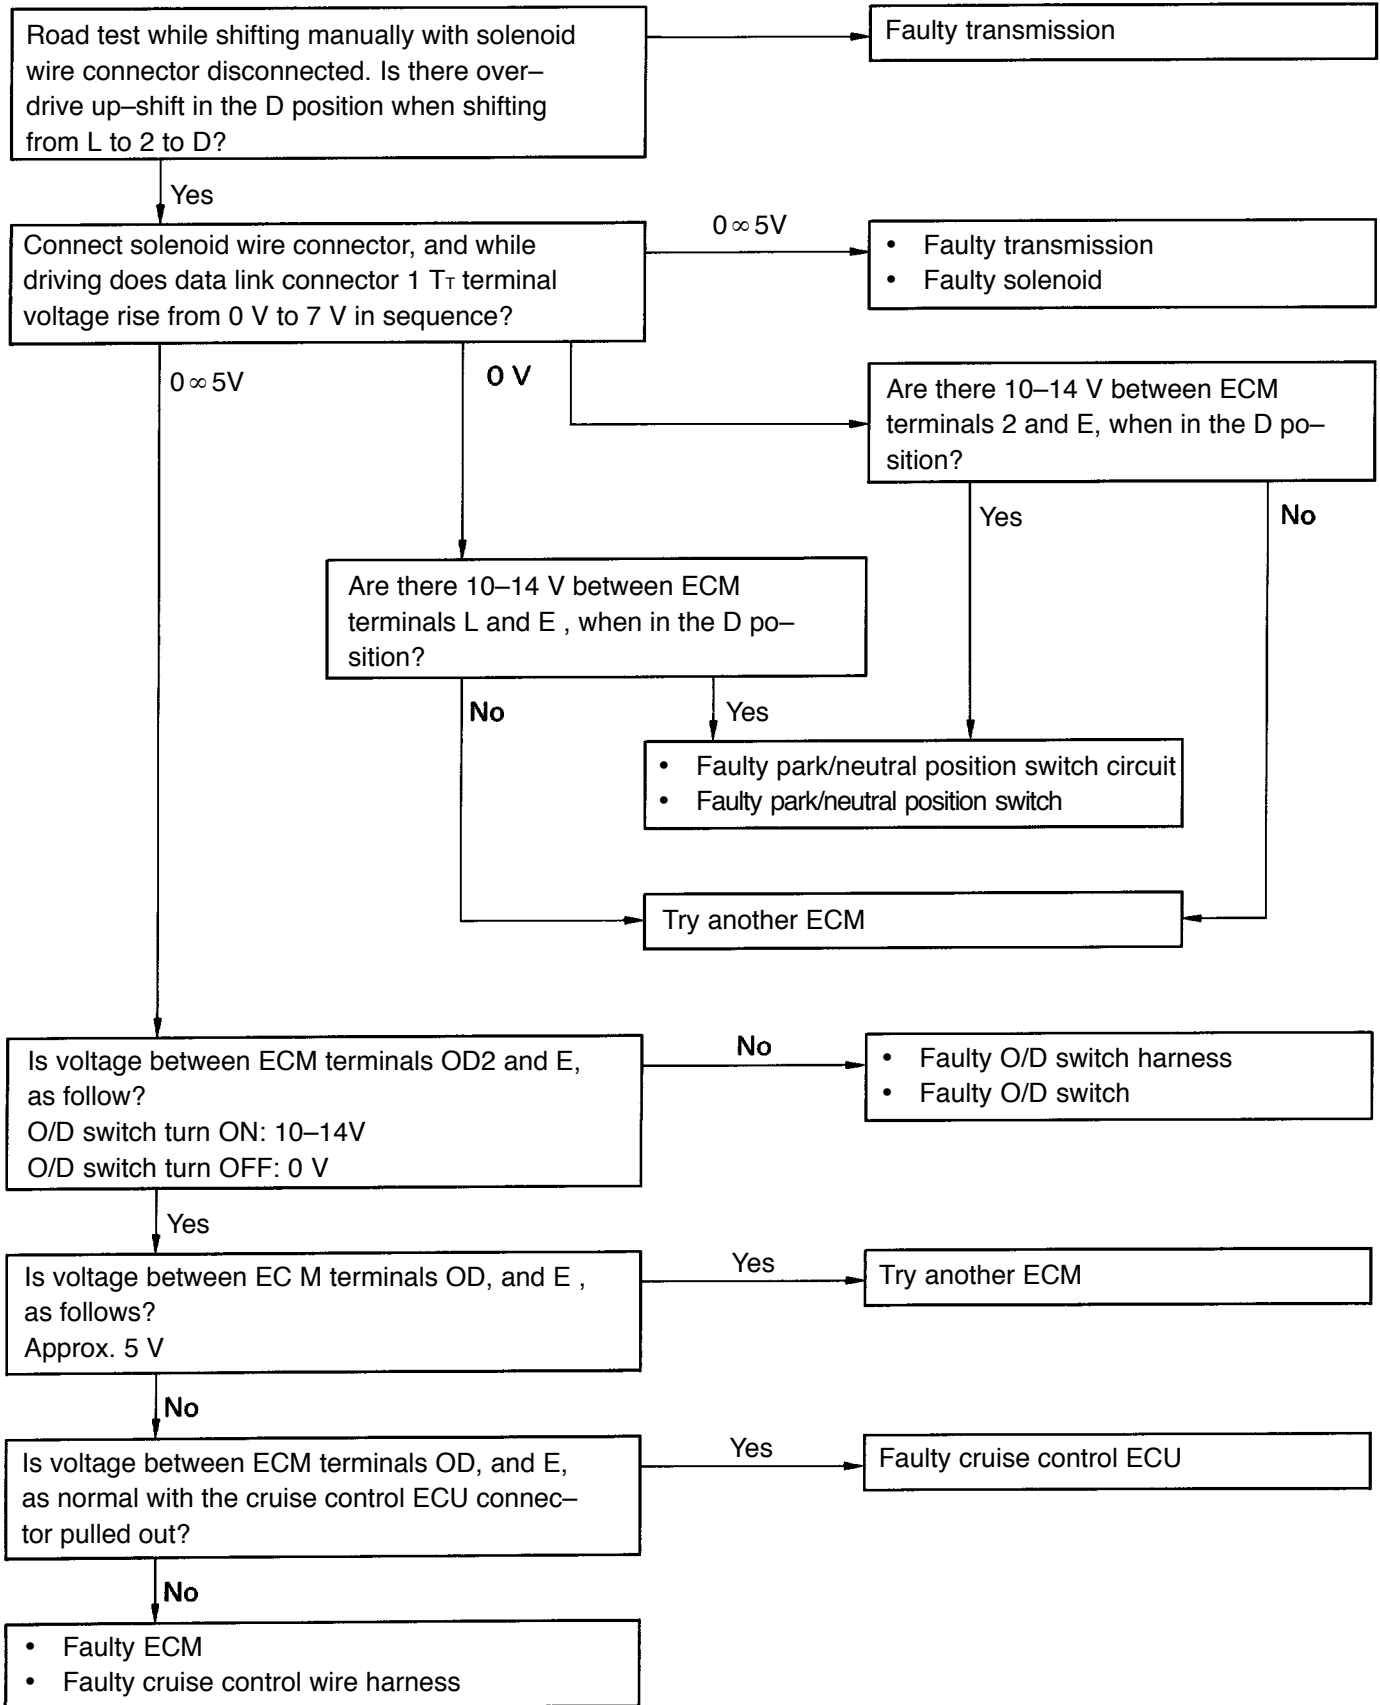 Road test while shifting manually with solenoid
wire connector disconnected. Is there over–
drive up–shift in the D position when shifting
from L to 2 to D?
Faulty transmission
Yes
Connect solenoid wire connector, and while
driving does data link connector 1 TT terminal
voltage rise from 0 V to 7 V in sequence?
0∞5V
• Faulty transmission
• Faulty solenoid
0∞5V
0 V
Are there 10–14 V between ECM
terminals 2 and E, when in the D po–
sition?
Yes
No
Are there 10–14 V between ECM
terminals L and E , when in the D po–
sition?
No
Yes
• Faulty park/neutral position switch circuit
• Faulty park/neutral position switch
Try another ECM
Is voltage between ECM terminals OD2 and E,
as follow?
O/D switch turn ON: 10–14V
O/D switch turn OFF: 0 V
No
• Faulty O/D switch harness
• Faulty O/D switch
Yes
Is voltage between EC M terminals OD, and E ,
as follows?
Approx. 5 V
Yes
Try another ECM
No
Is voltage between ECM terminals OD, and E,
as normal with the cruise control ECU connec–
tor pulled out?
Yes
Faulty cruise control ECU
No
• Faulty ECM
• Faulty cruise control wire harness